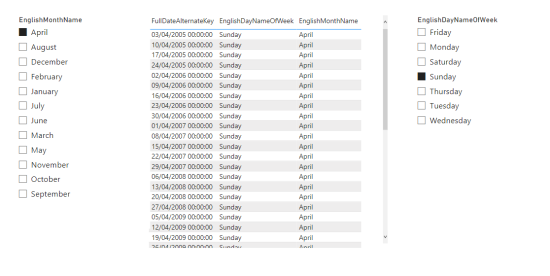 EnglishMonthName
April
August
December
February
January
July
June
March
May
November
October
September
FullDateAlternateKey EnglishDayNameOfWeek EnglishMonthName
03/04/2005 00:00:00 Sunday April
10/04/2005 00:00:00 Sunday April
17/04/2005 00:00:00 Sunday April
24/04/2005 00:00:00 Sunday April
02/04/2006 00:00:00 Sunday April
09/04/2006 00:00:00 Sunday April
16/04/2006 00:00:00 Sunday April
23/04/2006 00:00:00 Sunday April
30/04/2006 00:00:00 Sunday April
01/04/2007 00:00:00 Sunday April
08/04/2007 00:00:00 Sunday April
15/04/2007 00:00:00 Sunday April
22/04/2007 00:00:00 Sunday April
29/04/2007 00:00:00 Sunday April
06/04/2008 00:00:00 Sunday April
13/04/2008 00:00:00 Sunday April
20/04/2008 00:00:00 Sunday April
27/04/2008 00:00:00 Sunday April
05/04/2009 00:00:00 Sunday April
12/04/2009 00:00:00 Sunday April
19/04/2009 00:00:00 Sunday April
26/04/2009 00:00:00 Sunday April
EnglishDayNameOfWeek
Friday
Monday
Saturday
Sunday
Thursday
Tuesday
Wednesday